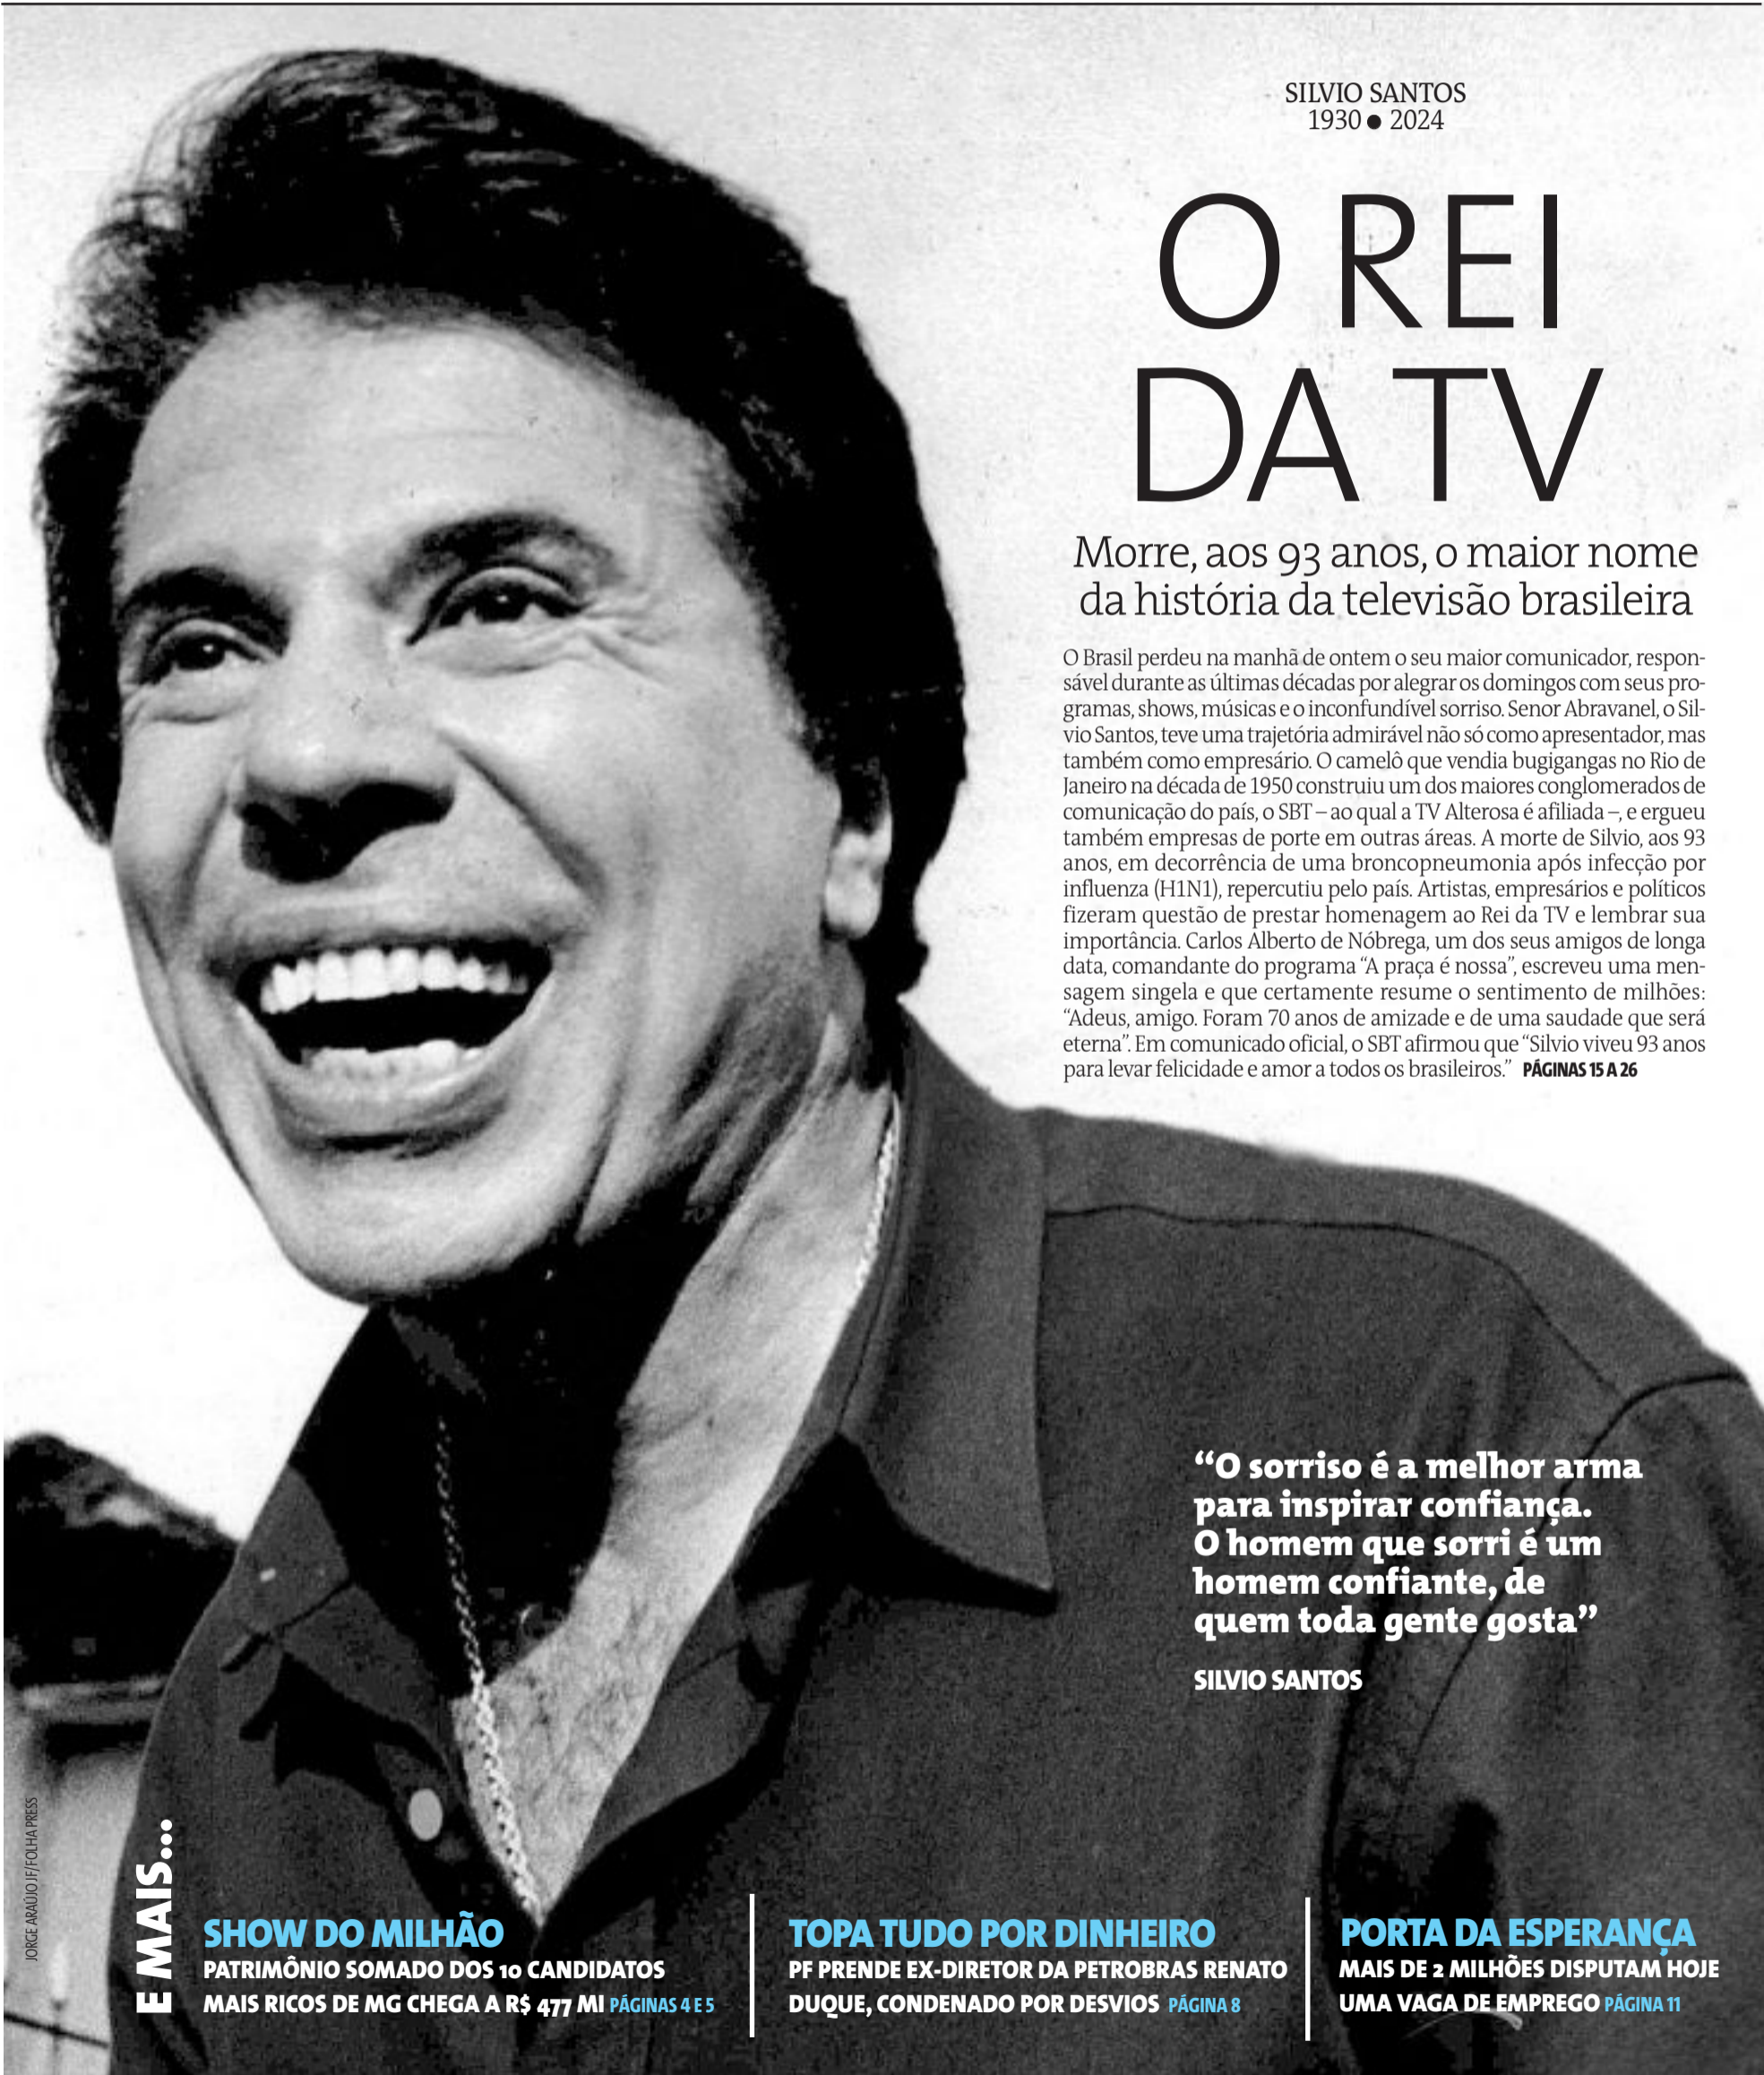 SILVIO SANTOS
1930 ● 2024
O REI
DA TV
Morre, aos 93 anos, o maior nome
da história da televisão brasileira
O Brasil perdeu na manhã de ontem o seu maior comunicador, respon-
sável durante as últimas décadas por alegrar os domingos com seus pro-
gramas, shows, músicas e o inconfundível sorriso. Senor Abravanel, o Sil-
vio Santos, teve uma trajetória admirável não só como apresentador, mas
também como empresário. O camelô que vendia bugigangas no Rio de
Janeiro na década de 1950 construiu um dos maiores conglomerados de
comunicação do país, o SBT – ao qual a TV Alterosa é afiliada –, e ergueu
também empresas de porte em outras áreas. A morte de Silvio, aos 93
anos, em decorrência de uma broncopneumonia após infecção por
influenza (H1N1), repercutiu pelo país. Artistas, empresários e políticos
fizeram questão de prestar homenagem ao Rei da TV e lembrar sua
importância. Carlos Alberto de Nóbrega, um dos seus amigos de longa
data, comandante do programa “A praça é nossa”, escreveu uma men-
sagem singela e que certamente resume o sentimento de milhões:
“Adeus, amigo. Foram 70 anos de amizade e de uma saudade que será
eterna”. Em comunicado oficial, o SBT afirmou que “Silvio viveu 93 anos
para levar felicidade e amor a todos os brasileiros.” PÁGINAS 15 A 26
“O sorriso é a melhor arma
para inspirar confiança.
O homem que sorri é um
homem confiante, de
quem toda gente gosta”
SILVIO SANTOS
JORGE ARAÚJO JF/FOLHA PRESS
E MAIS...
SHOW DO MILHÃO
PATRIMÔNIO SOMADO DOS 10 CANDIDATOS
MAIS RICOS DE MG CHEGA A R$ 477 MI PÁGINAS 4 E 5
TOPA TUDO POR DINHEIRO
PF PRENDE EX-DIRETOR DA PETROBRAS RENATO
DUQUE, CONDENADO POR DESVIOS PÁGINA 8
PORTA DA ESPERANÇA
MAIS DE 2 MILHÕES DISPUTAM HOJE
UMA VAGA DE EMPREGO PÁGINA 11